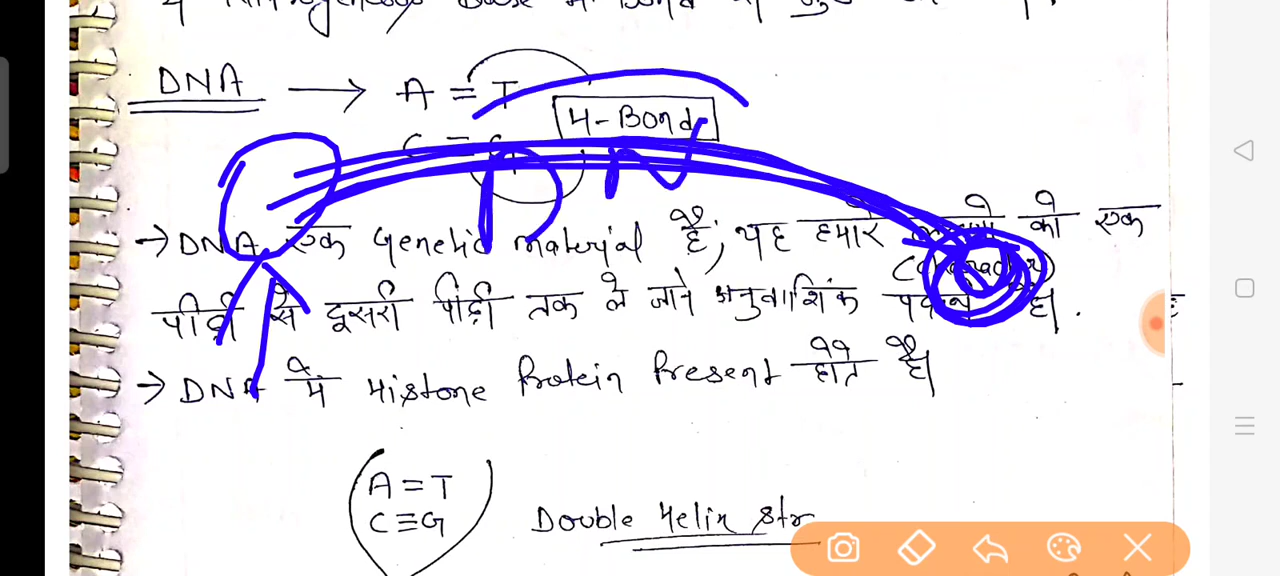 DNA → A = T
4-Bond
→ DNA एक Genetic material है; यह हमारे को एक
पीढ़ी से दूसरी पीढ़ी तक ले जाने अनुवाशिंक है।
→ DNA में Histone Protein Present होते है।
A = T
C ≡ G
Double Helix Str